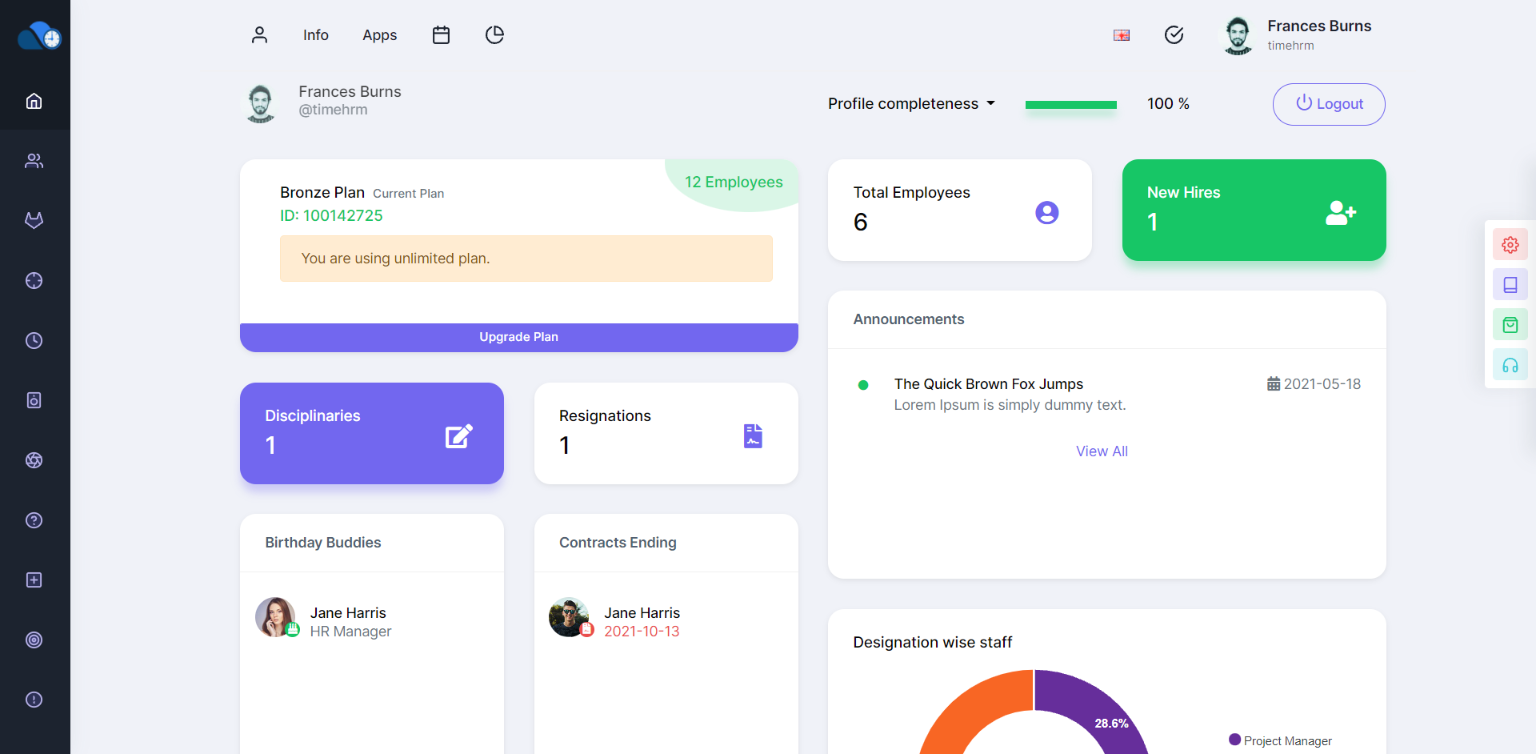 Info
Apps
Frances Burns
timehrm
Frances Burns
@timehrm
Profile completeness
100 %
Logout
12 Employees
Bronze Plan Current Plan
ID: 100142725
You are using unlimited plan.
Upgrade Plan
Total Employees
6
New Hires
1
Disciplinaries
1
Resignations
1
Announcements
The Quick Brown Fox Jumps
2021-05-18
Lorem Ipsum is simply dummy text.
View All
Birthday Buddies
Jane Harris
HR Manager
Contracts Ending
Jane Harris
2021-10-13
Designation wise staff
28.6%
Project Manager